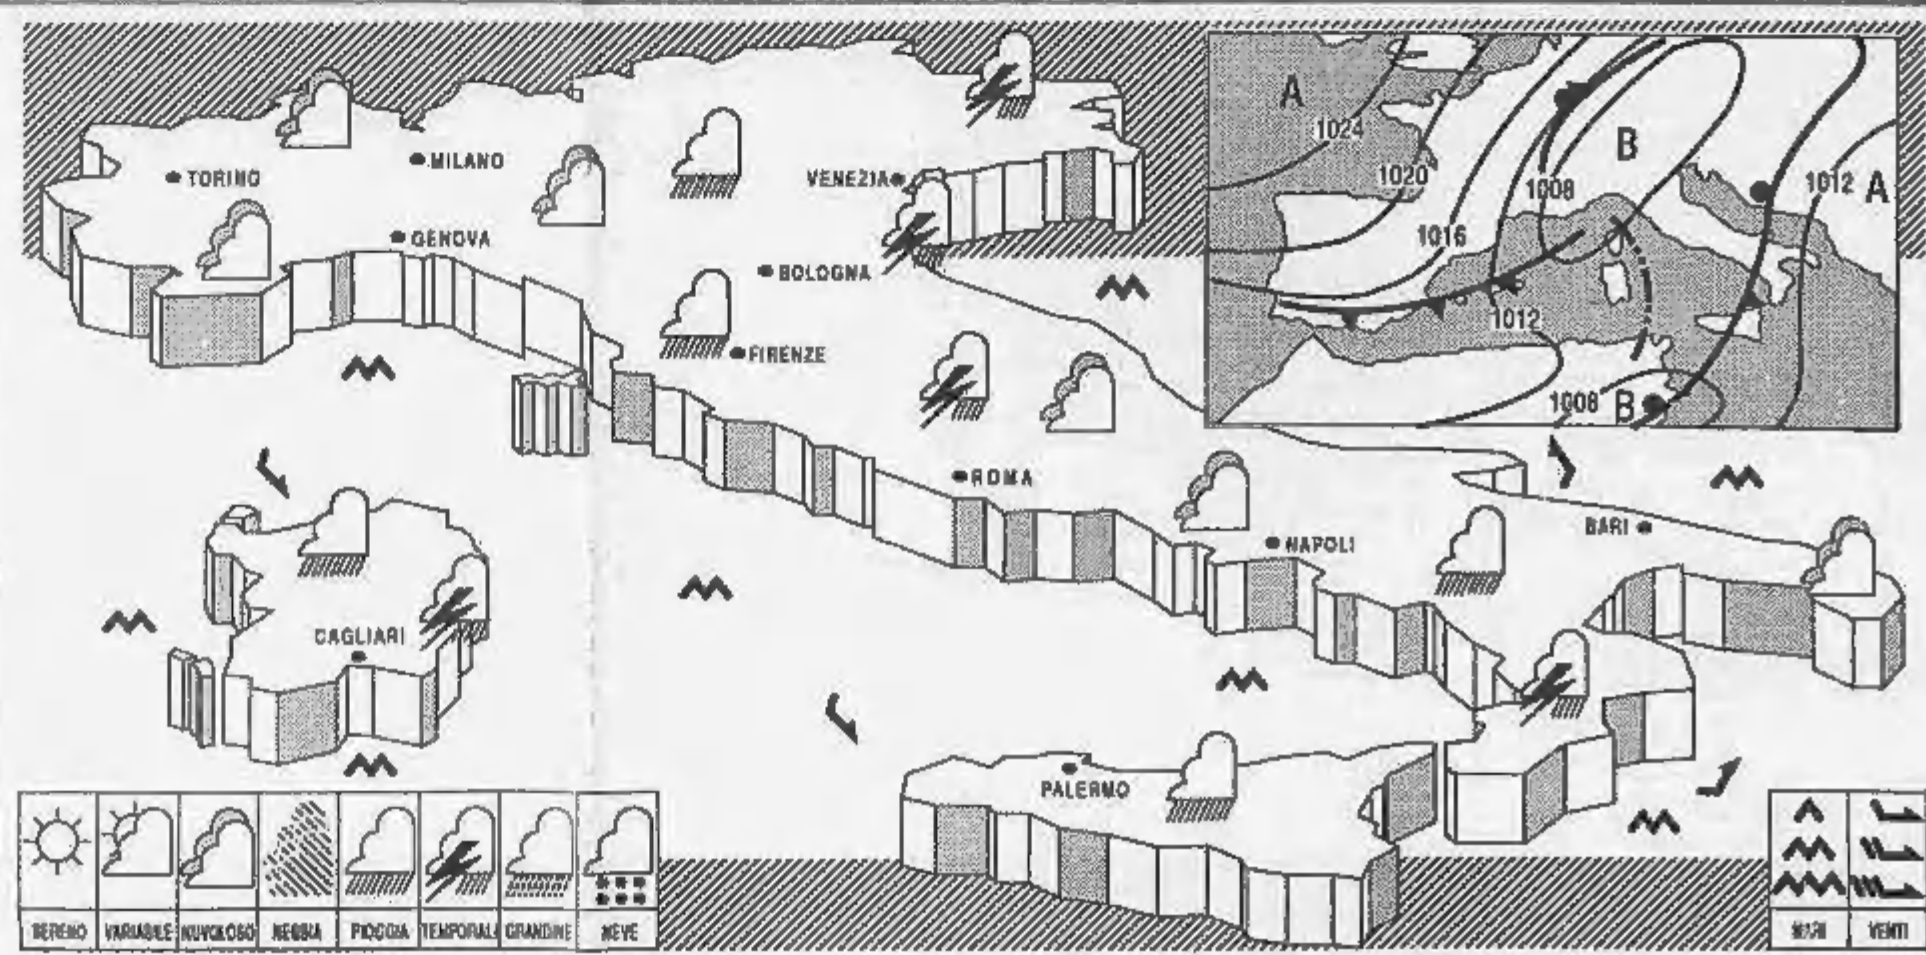 MILANO
TORINO
VENEZIA
GENOVA
BOLOGNA
FIRENZE
ROMA
NAPOLI
BARI
CAGLIARI
PALERMO
A
1024
1020
B
1008
1012
A
1016
1012
1008
B
SERENO
VARIABILE
NUVOLOSO
NEBBIA
PIOGGIA
TEMPORALE
GRANDINE
NEVE
MARI
VENTI